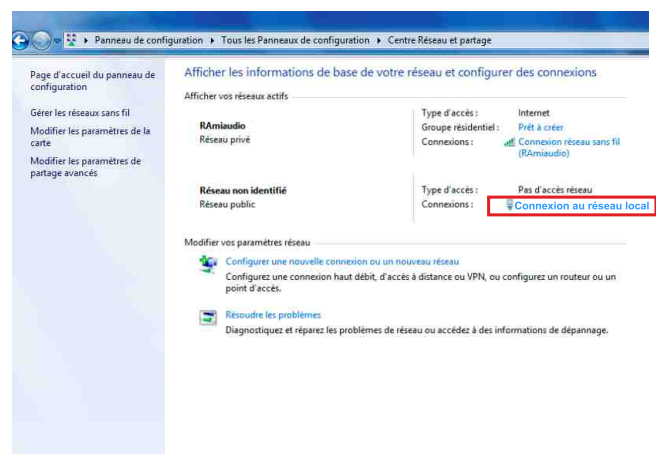 Panneau de configuration ▸ Tous les Panneaux de configuration ▸ Centre Réseau et partage
Page d'accueil du panneau de
configuration
Gérer les réseaux sans fil
Modifier les paramètres de la
carte
Modifier les paramètres de
partage avancés
Afficher les informations de base de votre réseau et configurer des connexions
Afficher vos réseaux actifs
RAmiaudio
Réseau privé
Type d'accès : Internet
Groupe résidentiel : Prêt à créer
Connexions : Connexion réseau sans fil
(RAmiaudio)
Réseau non identifié
Réseau public
Type d'accès : Pas d'accès réseau
Connexions : Connexion au réseau local
Modifier vos paramètres réseau
Configurer une nouvelle connexion ou un nouveau réseau
Configurez une connexion haut débit, d'accès à distance ou VPN, ou configurez un routeur ou un
point d'accès.
Résoudre les problèmes
Diagnostiquez et réparez les problèmes de réseau ou accédez à des informations de dépannage.